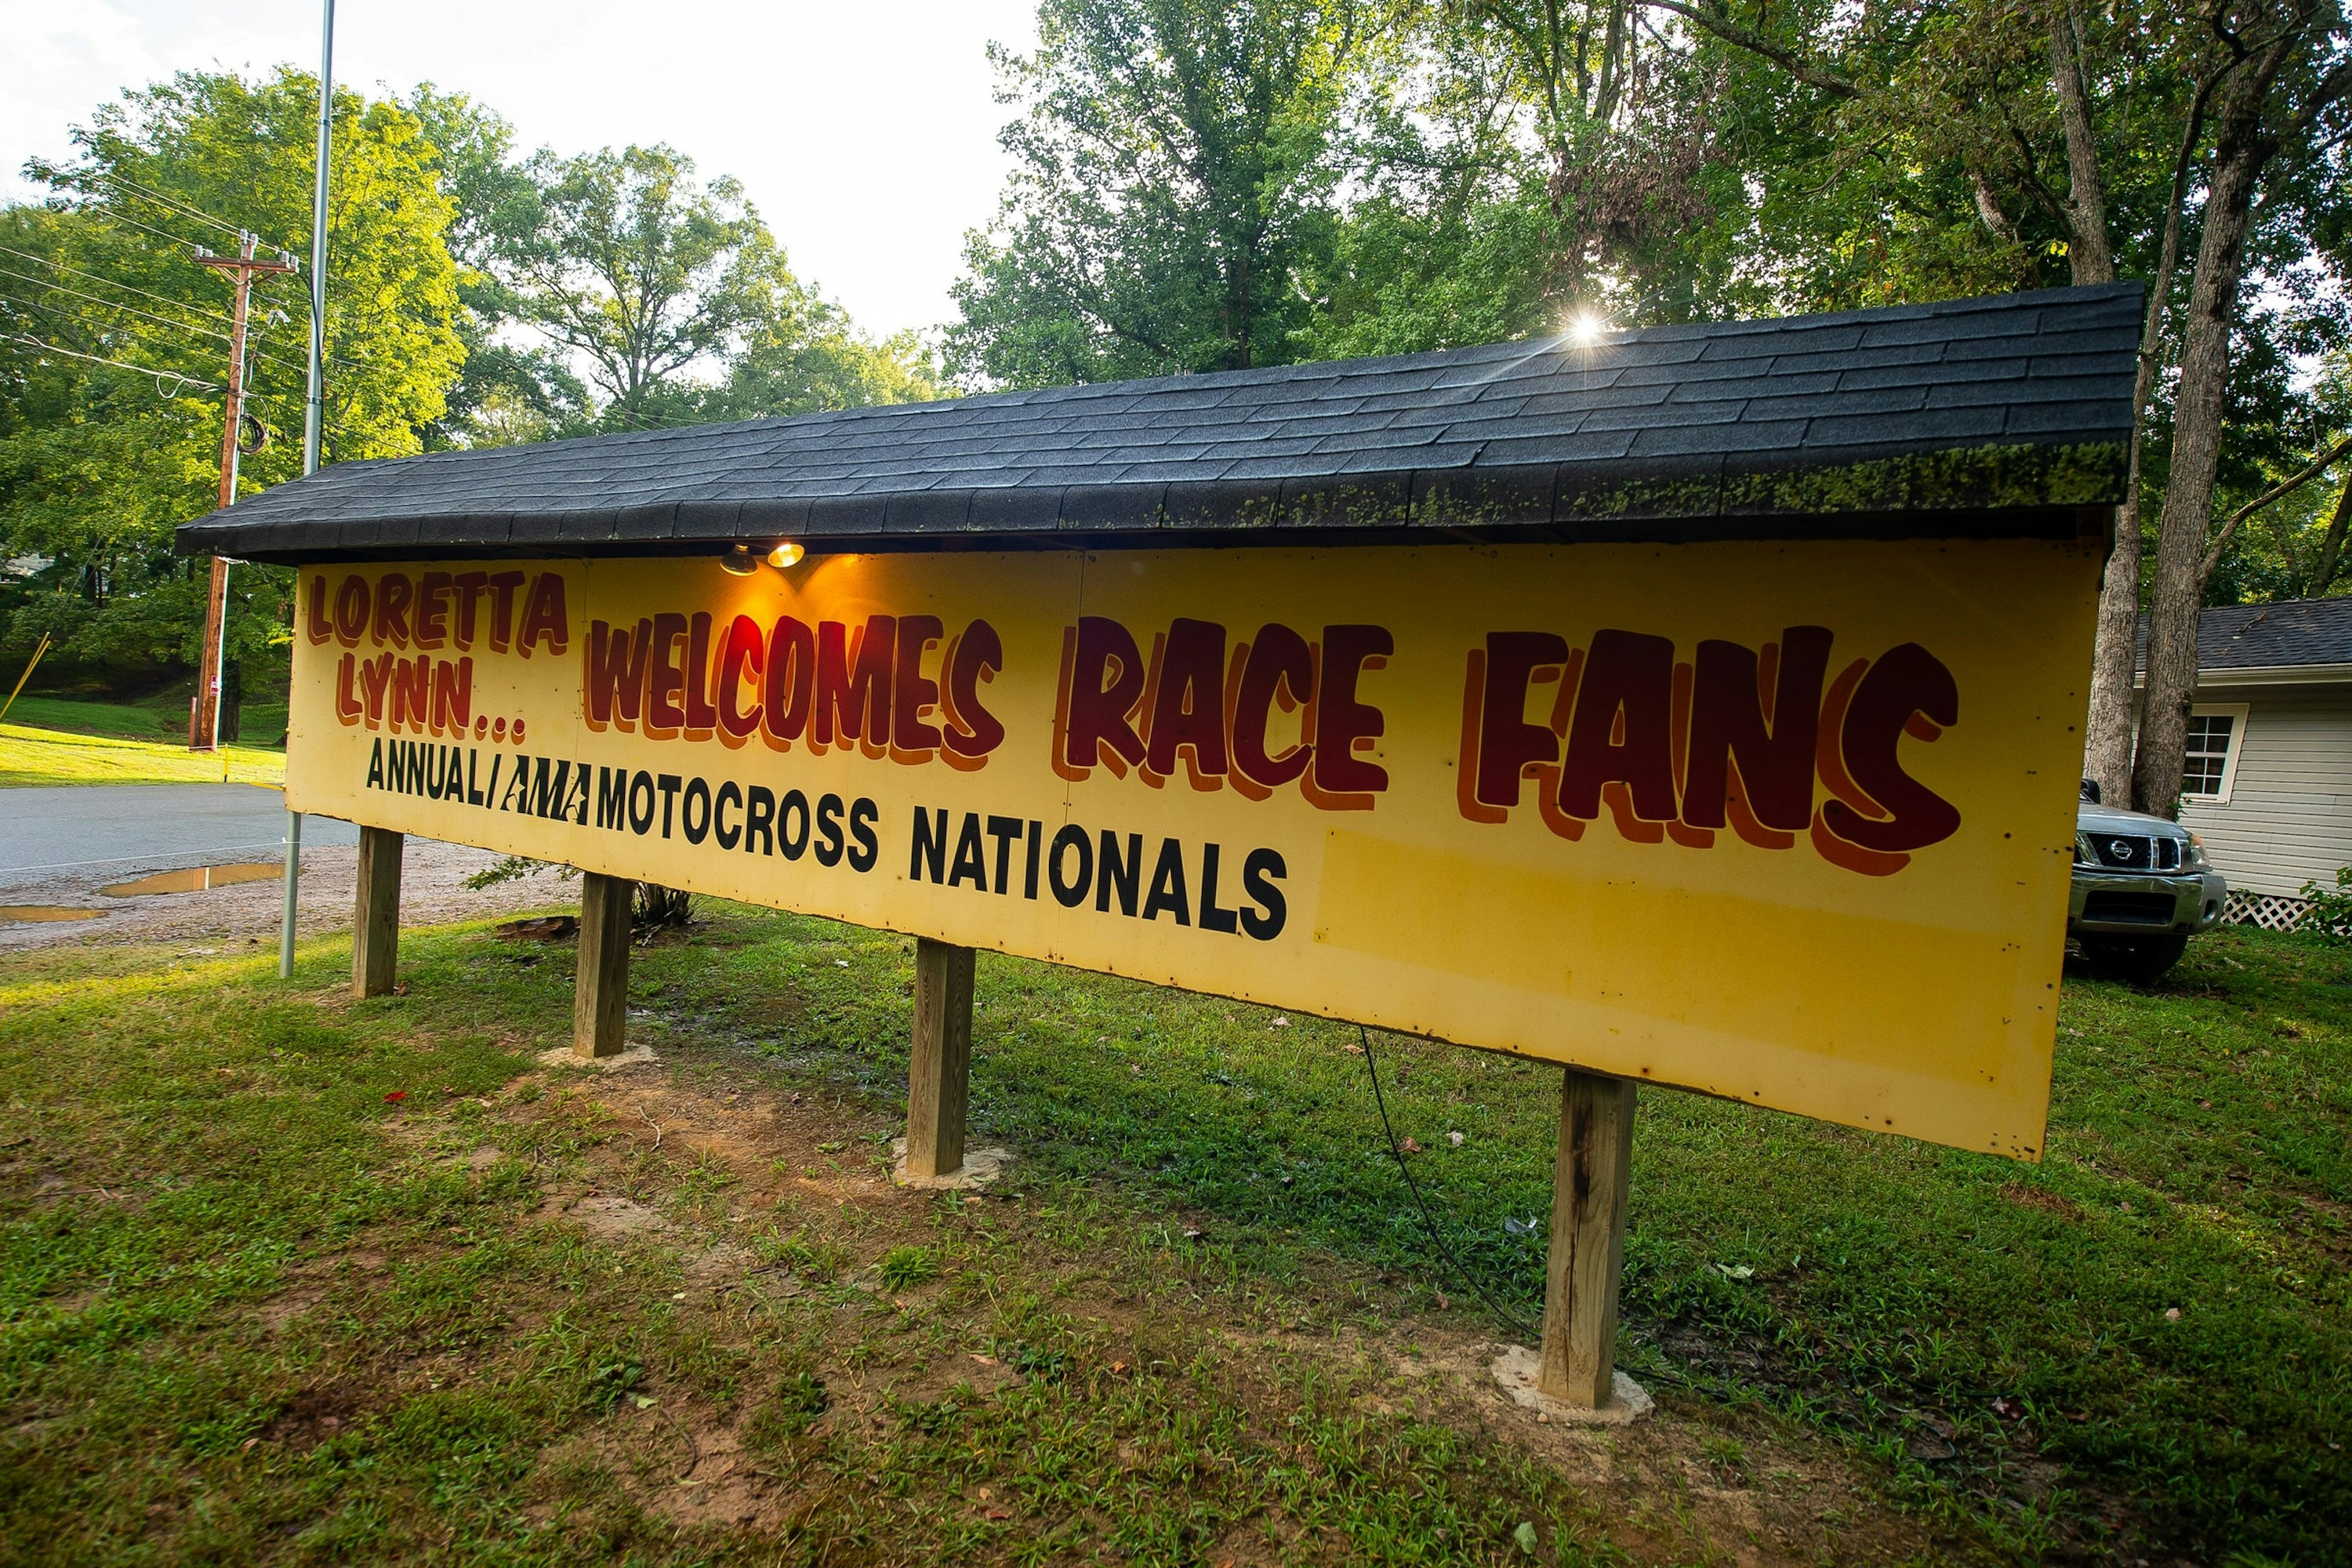 LORETTA
LYNN...
WELCOMES RACE FANS
ANNUAL/AMA MOTOCROSS NATIONALS